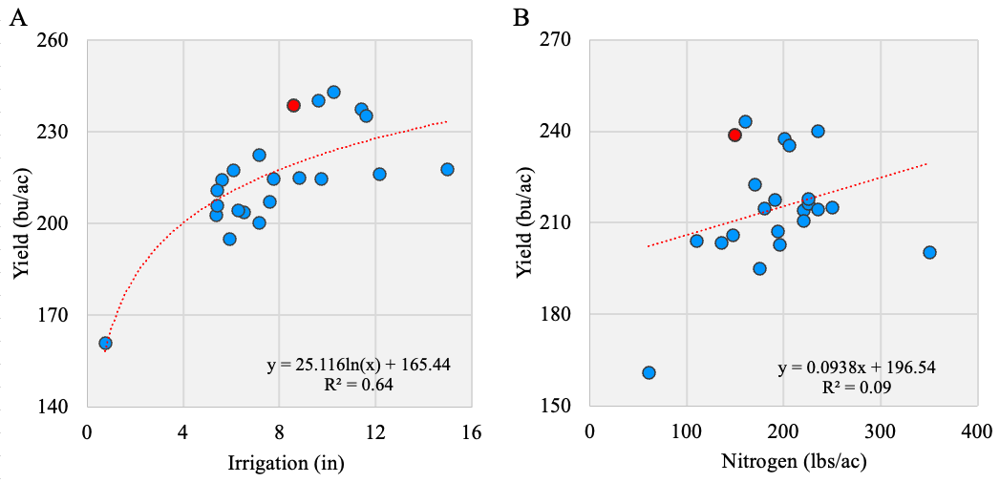 A
260
230
200
170
140
Yield (bu/ac)
0 4 8 12 16
Irrigation (in)
y = 25.116ln(x) + 165.44
R² = 0.64
B
270
240
210
180
150
Yield (bu/ac)
0 100 200 300 400
Nitrogen (lbs/ac)
y = 0.0938x + 196.54
R² = 0.09